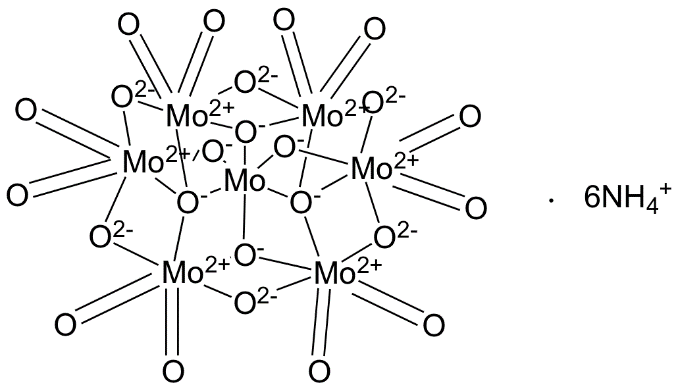 O O O O
O²⁻ O²⁻ O²⁻
O Mo²⁺ Mo²⁺ O
O⁻
Mo²⁺ O⁻ O⁻ Mo²⁺
O Mo O
O⁻ O⁻ · 6NH₄⁺
O²⁻ O²⁻
O⁻
Mo²⁺ Mo²⁺
O²⁻
O O
O O